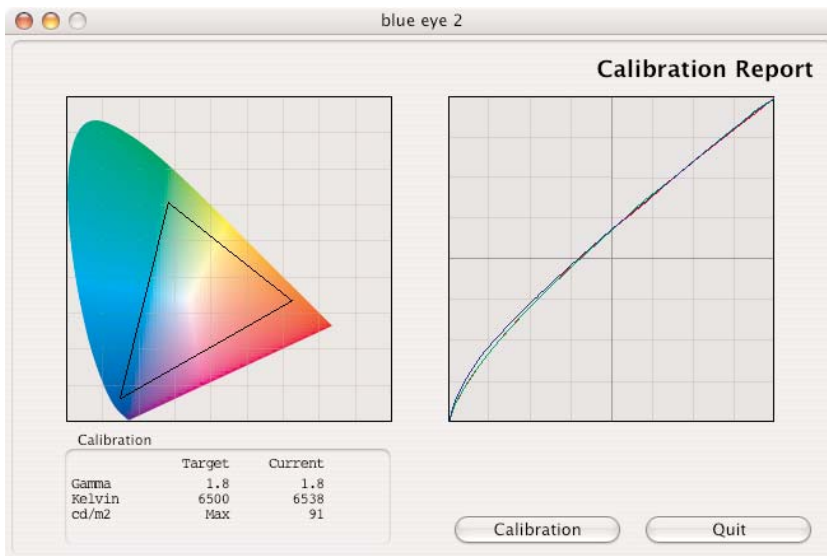 blue eye 2
Calibration Report
Calibration
Target Current
Gamma 1.8 1.8
Kelvin 6500 6538
cd/m2 Max 91
Calibration
Quit